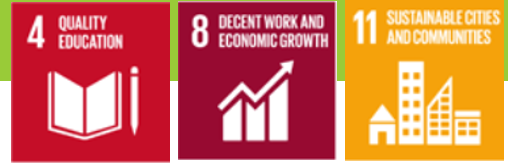 4 QUALITY
EDUCATION
8 DECENT WORK AND
ECONOMIC GROWTH
11 SUSTAINABLE CITIES
AND COMMUNITIES